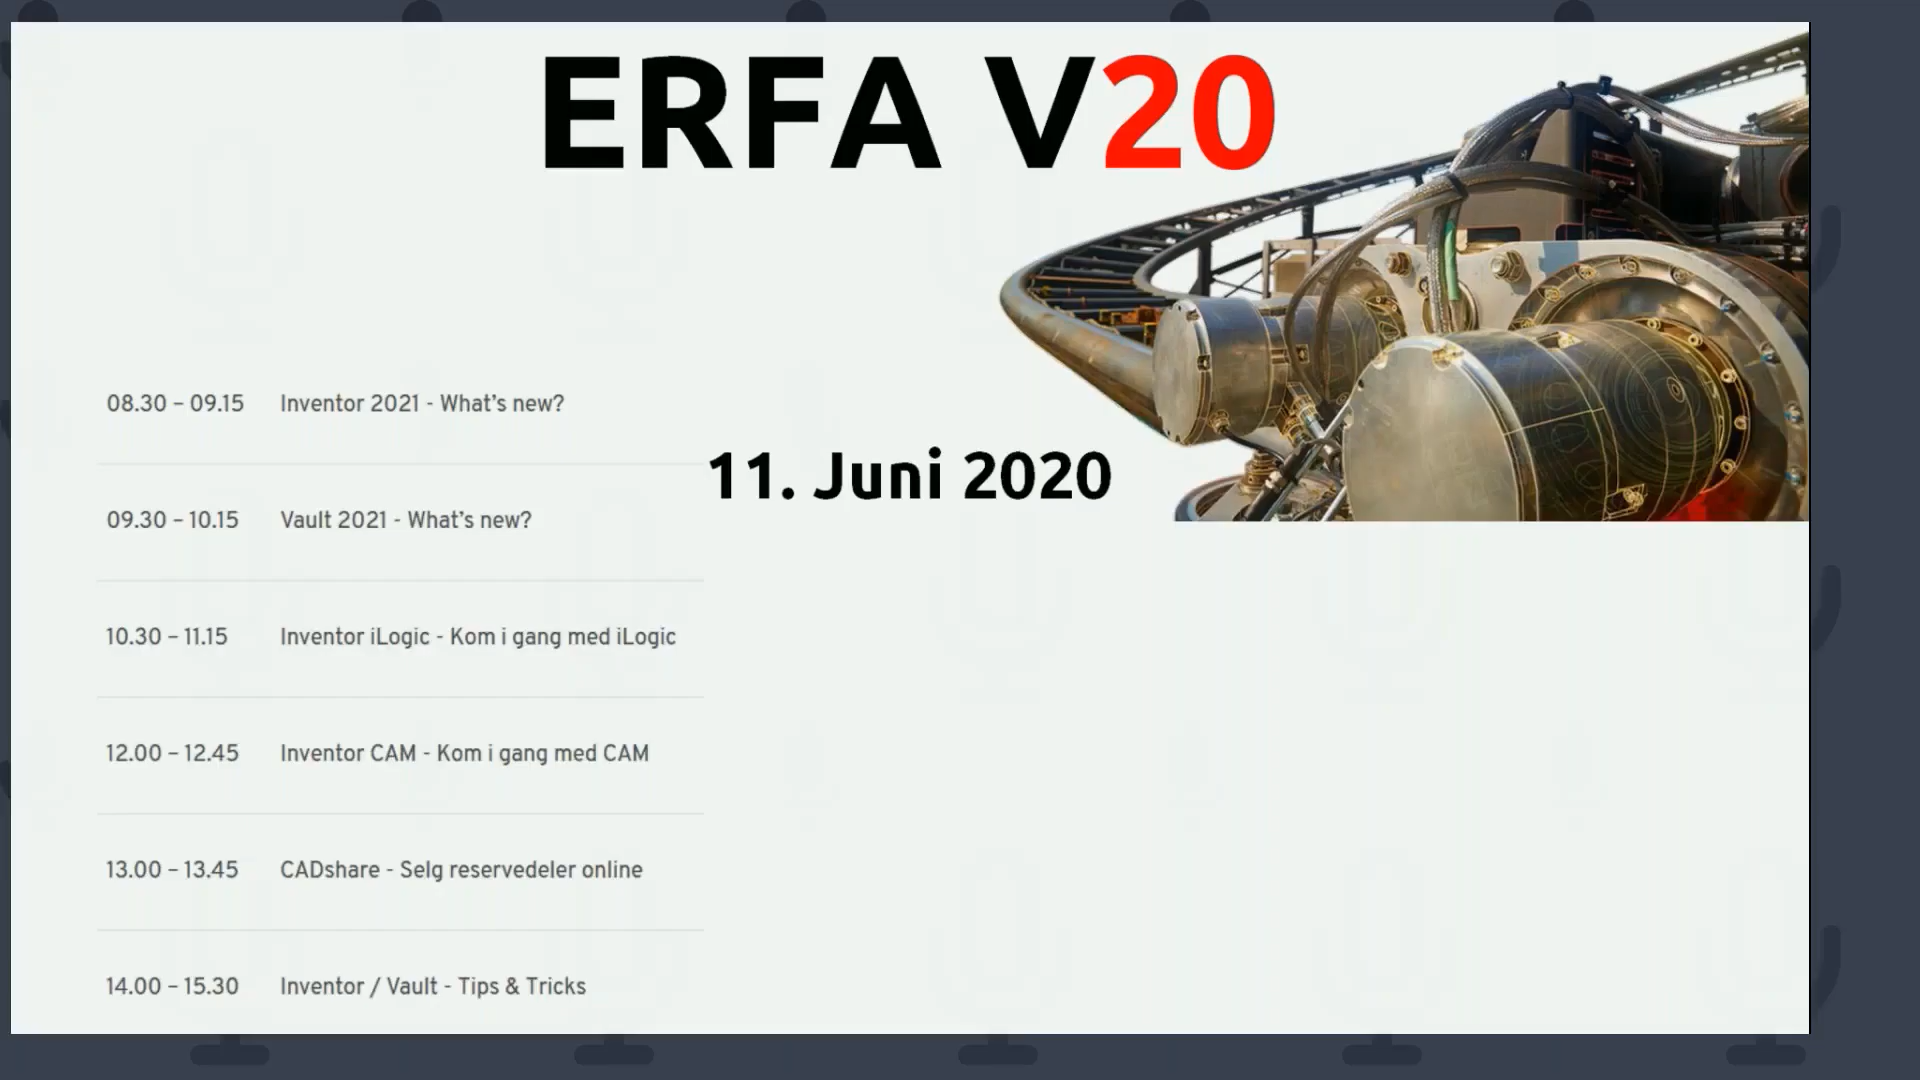 ERFA V20
08.30 – 09.15 Inventor 2021 - What’s new?
11. Juni 2020
09.30 – 10.15 Vault 2021 - What’s new?
10.30 – 11.15 Inventor iLogic - Kom i gang med iLogic
12.00 – 12.45 Inventor CAM - Kom i gang med CAM
13.00 – 13.45 CADshare - Selg reservedeler online
14.00 – 15.30 Inventor / Vault - Tips & Tricks